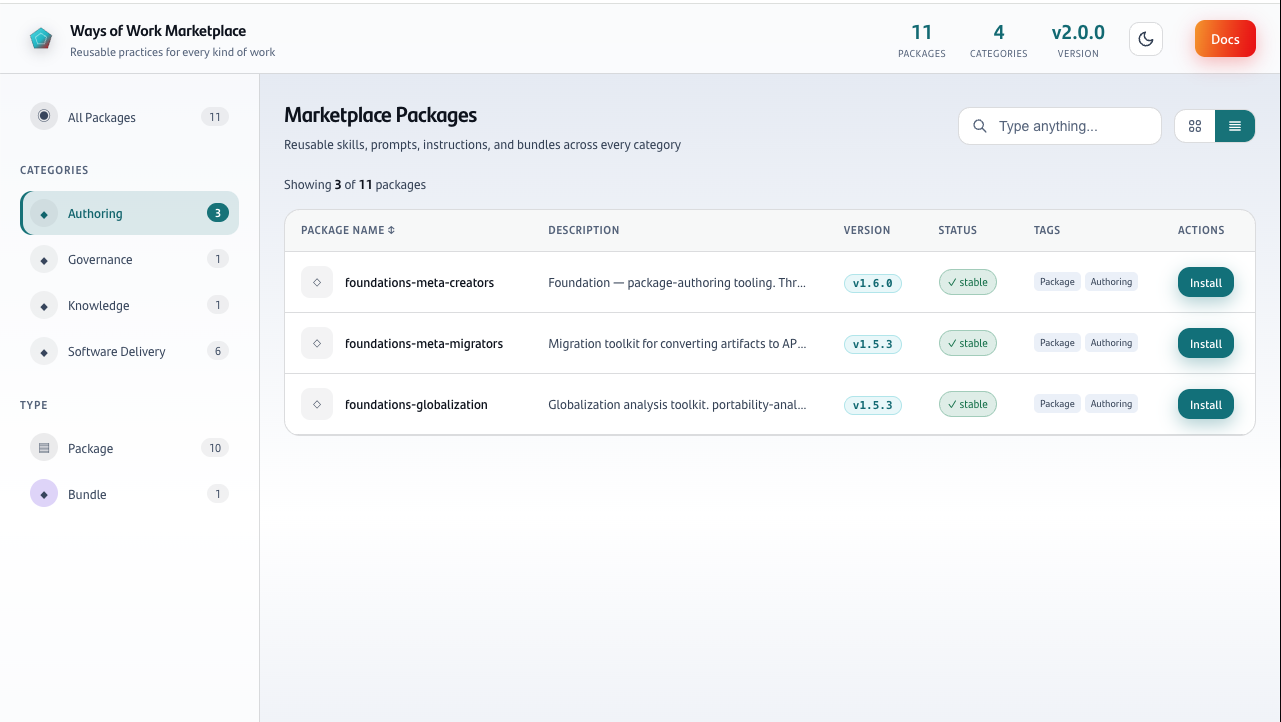 Ways of Work Marketplace
Reusable practices for every kind of work
11
PACKAGES
4
CATEGORIES
v2.0.0
VERSION
Docs
All Packages 11
CATEGORIES
Authoring 3
Governance 1
Knowledge 1
Software Delivery 6
TYPE
Package 10
Bundle 1
Marketplace Packages
Reusable skills, prompts, instructions, and bundles across every category
Type anything...
Showing 3 of 11 packages
PACKAGE NAME ⇕ DESCRIPTION VERSION STATUS TAGS ACTIONS
foundations-meta-creators Foundation — package-authoring tooling. Thr... v1.6.0 ✓ stable Package Authoring Install
foundations-meta-migrators Migration toolkit for converting artifacts to AP... v1.5.3 ✓ stable Package Authoring Install
foundations-globalization Globalization analysis toolkit. portability-anal... v1.5.3 ✓ stable Package Authoring Install